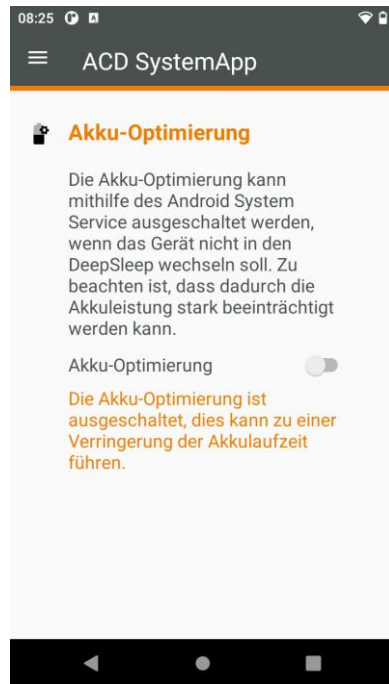 08:25
ACD SystemApp
Akku-Optimierung
Die Akku-Optimierung kann
mithilfe des Android System
Service ausgeschaltet werden,
wenn das Gerät nicht in den
DeepSleep wechseln soll. Zu
beachten ist, dass dadurch die
Akkuleistung stark beeinträchtigt
werden kann.
Akku-Optimierung
Die Akku-Optimierung ist
ausgeschaltet, dies kann zu einer
Verringerung der Akkulaufzeit
führen.